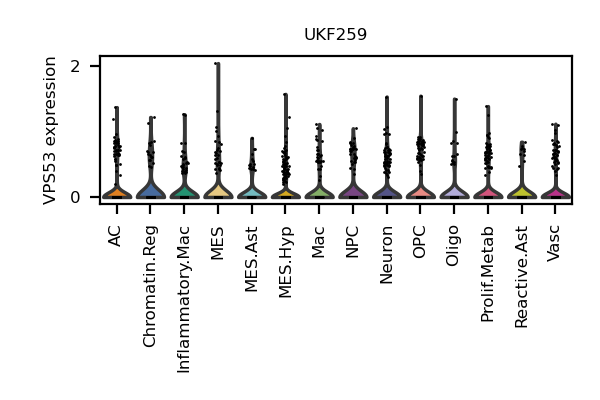 UKF259
VPS53 expression
2
0
AC
Chromatin.Reg
Inflammatory.Mac
MES
MES.Ast
MES.Hyp
Mac
NPC
Neuron
OPC
Oligo
Prolif.Metab
Reactive.Ast
Vasc